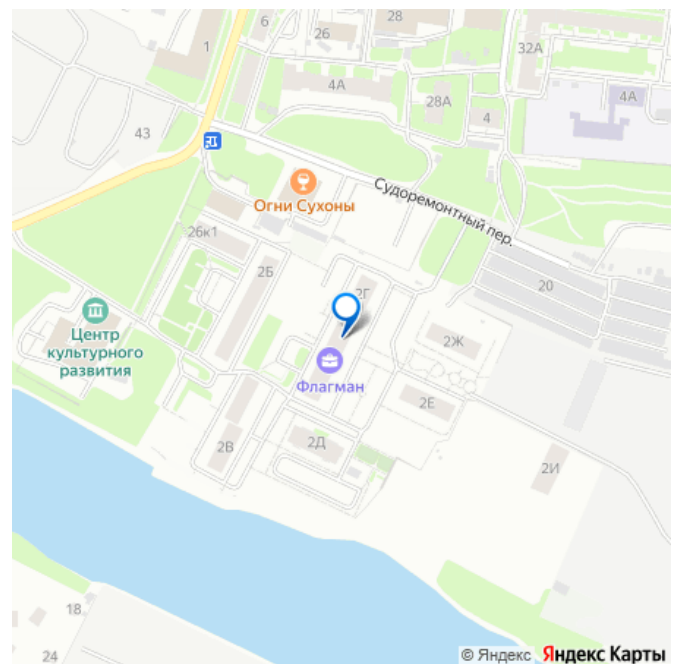 28
6
26
1
32А
4А
28А
4А
4
43
Судоремонтный пер.
Огни Сухоны
26к1
2Б
20
2Г
Центр
культурного
развития
2Ж
Флагман
2Е
2В
2Д
2И
18
24
© Яндекс Яндекс Карты